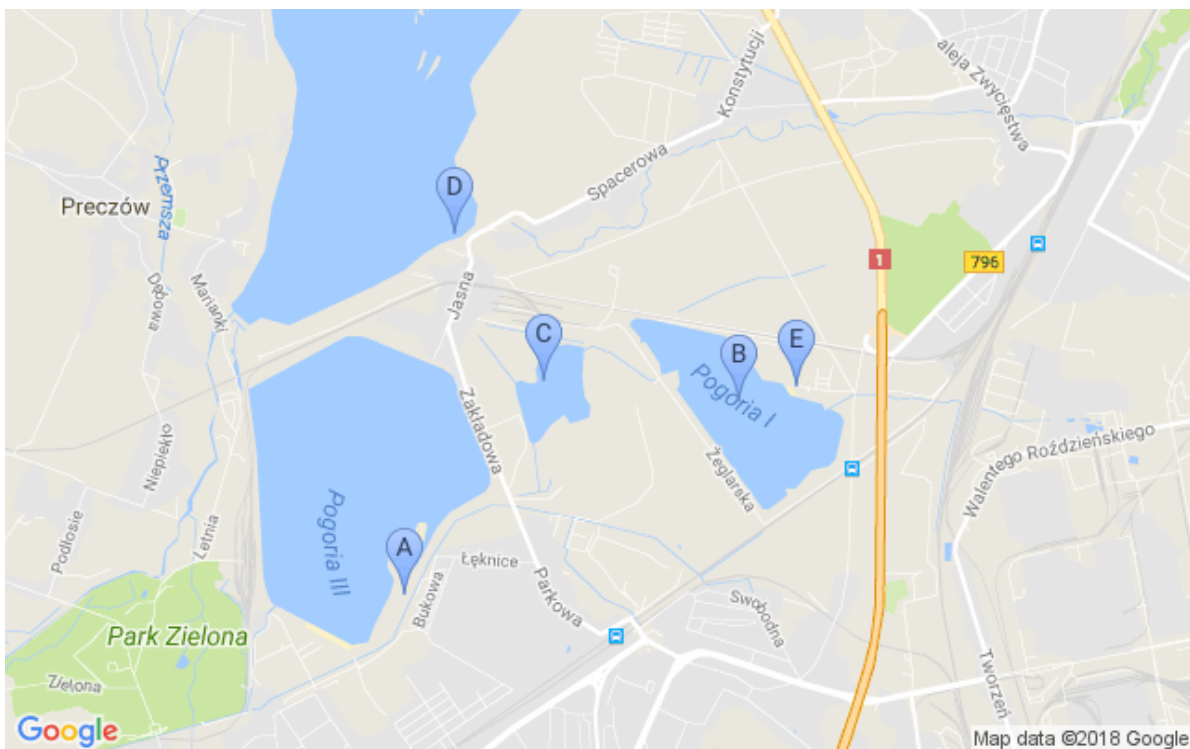 Konstytucji
aleja Zwycięstwa
Przemsza
D
Spacerowa
Preczów
1
796
Dębowa
Marianki
Jasna
C
B
E
Pogoria I
Zakładowa
Niepiekło
Żeglarska
Walentego Roździeńskiego
Podłosie
Letnia
Pogoria III
A
Łęknice
Bukowa
Parkowa
Swobodna
Park Zielona
Zielona
Tworzeń
Google
Map data ©2018 Google